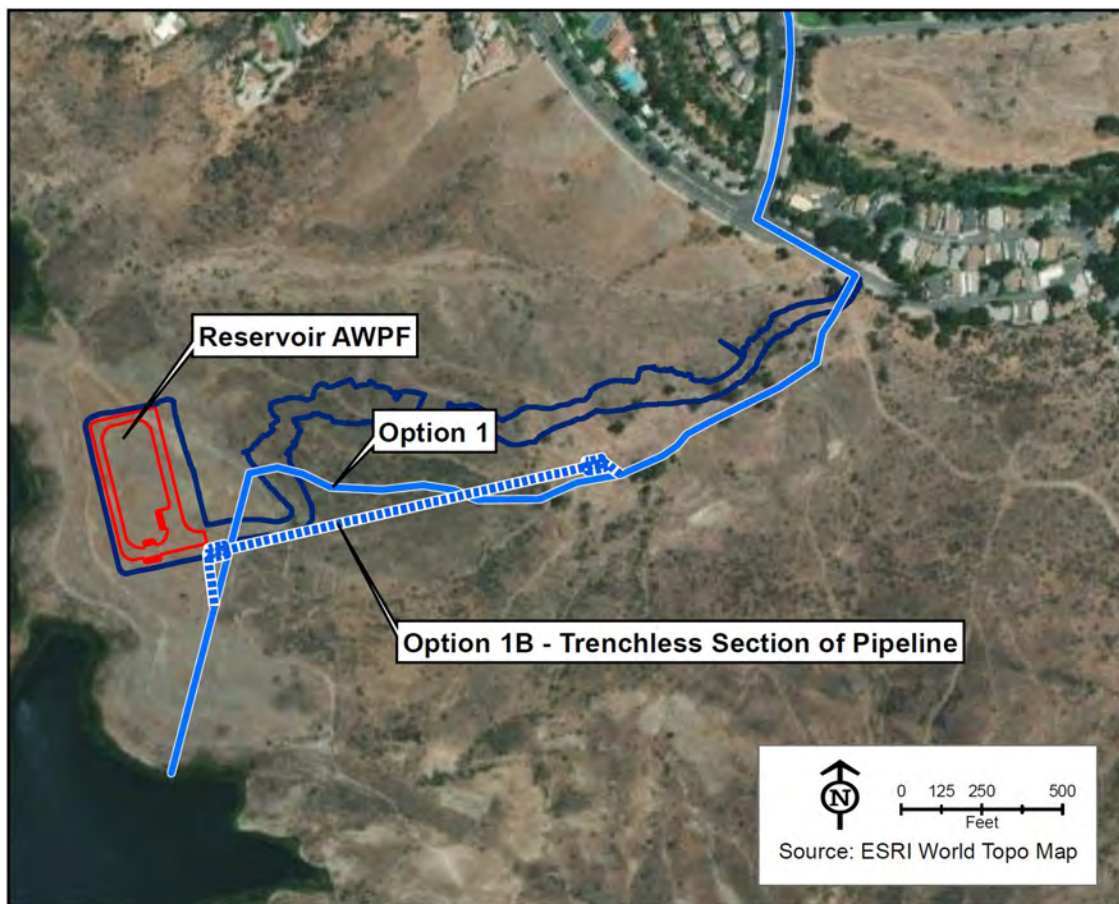 Reservoir AWPF
Option 1
Option 1B - Trenchless Section of Pipeline
N
0 125 250 500
Feet
Source: ESRI World Topo Map